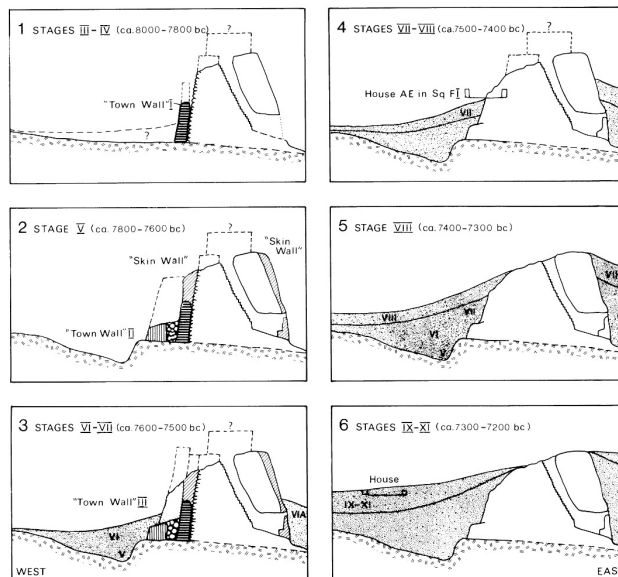 1 STAGES III-IV (ca. 8000-7800 bc)
?
"Town Wall" I
?
2 STAGE V (ca. 7800-7600 bc)
?
"Skin Wall"
"Skin Wall"
"Town Wall" II
3 STAGES VI-VII (ca. 7600-7500 bc)
?
"Town Wall" III
VI
V
VIA
WEST
4 STAGES VII-VIII (ca. 7500-7400 bc)
?
House AE in Sq FI
VII
5 STAGE VIII (ca. 7400-7300 bc)
VIII
VII
VI
V
VII
6 STAGES IX-XI (ca. 7300-7200 bc)
House
IX-XI
EAS